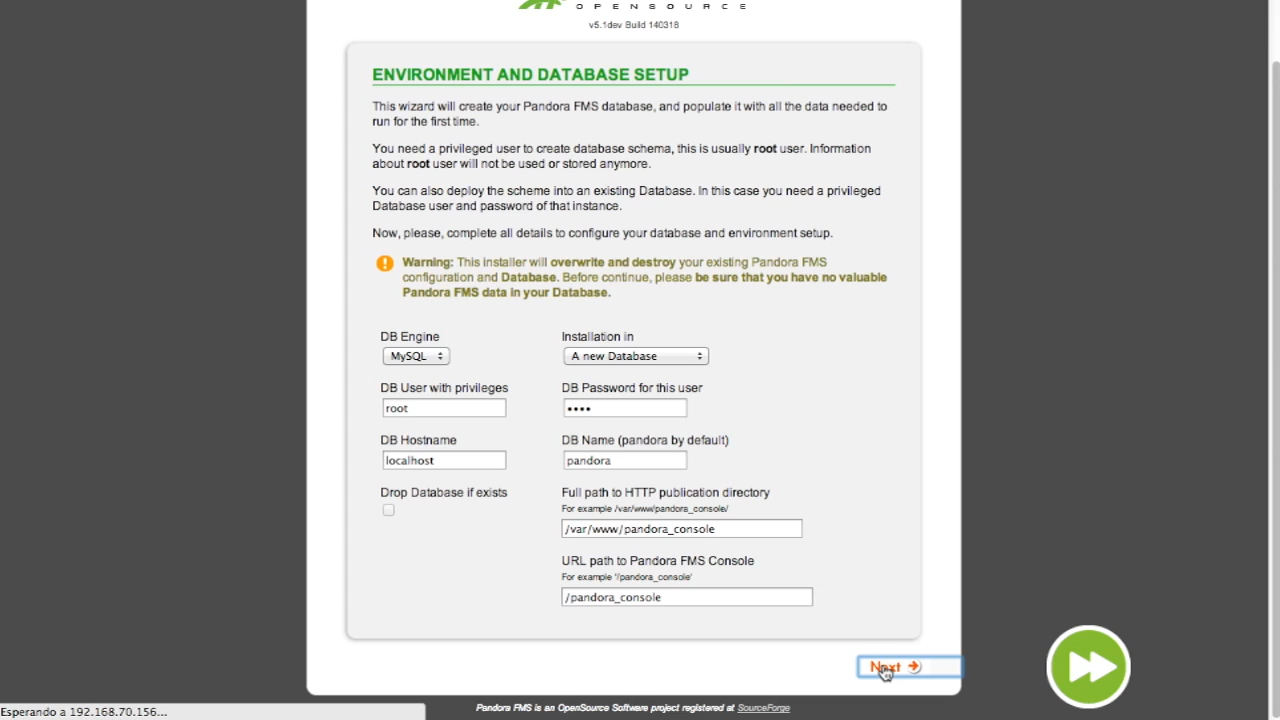 OPENSOURCE
v5.1dev Build 140318
ENVIRONMENT AND DATABASE SETUP
This wizard will create your Pandora FMS database, and populate it with all the data needed to
run for the first time.
You need a privileged user to create database schema, this is usually root user. Information
about root user will not be used or stored anymore.
You can also deploy the scheme into an existing Database. In this case you need a privileged
Database user and password of that instance.
Now, please, complete all details to configure your database and environment setup.
Warning: This installer will overwrite and destroy your existing Pandora FMS
configuration and Database. Before continue, please be sure that you have no valuable
Pandora FMS data in your Database.
DB Engine
Installation in
MySQL
A new Database
DB User with privileges
DB Password for this user
root
••••
DB Hostname
DB Name (pandora by default)
localhost
pandora
Drop Database if exists
Full path to HTTP publication directory
For example /var/www/pandora_console/
/var/www/pandora_console
URL path to Pandora FMS Console
For example '/pandora_console'
/pandora_console
Next
Esperando a 192.168.70.156...
Pandora FMS is an OpenSource Software project registered at SourceForge